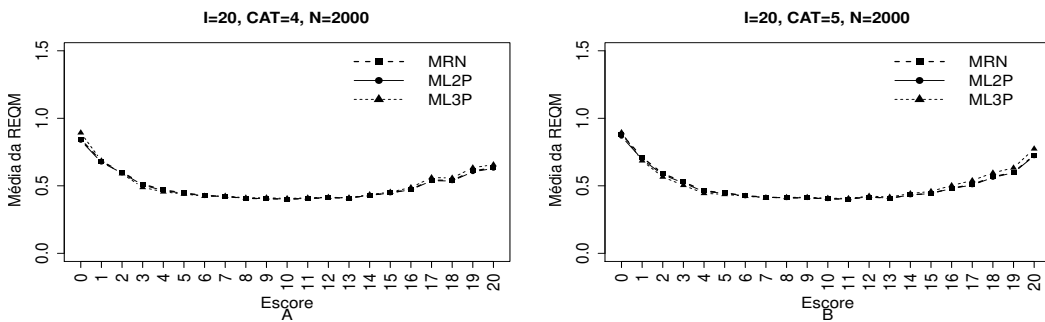 I=20, CAT=4, N=2000
Média da REQM
1.5
1.0
0.5
0.0
MRN
ML2P
ML3P
0 1 2 3 4 5 6 7 8 9 10 11 12 13 14 15 16 17 18 19 20
Escore
A
I=20, CAT=5, N=2000
Média da REQM
1.5
1.0
0.5
0.0
MRN
ML2P
ML3P
0 1 2 3 4 5 6 7 8 9 10 11 12 13 14 15 16 17 18 19 20
Escore
B